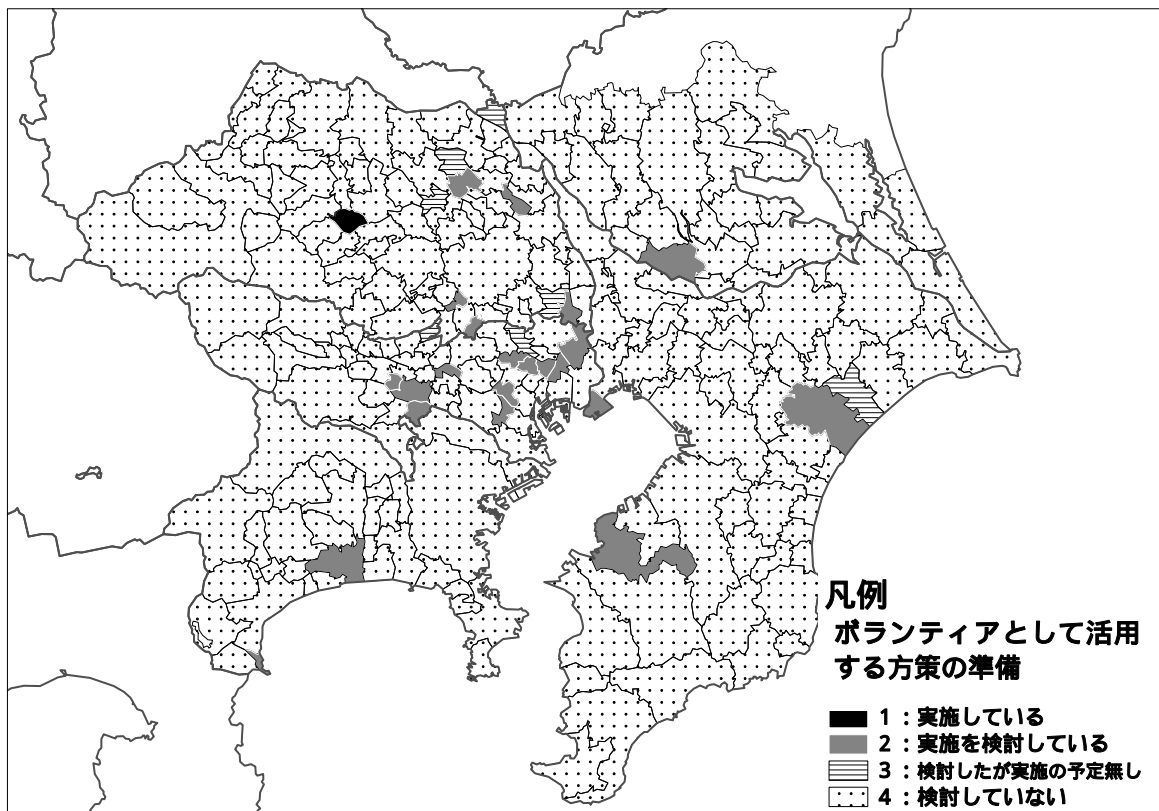 凡例
ボランティアとして活用
する方策の準備
1：実施している
2：実施を検討している
3：検討したが実施の予定無し
4：検討していない